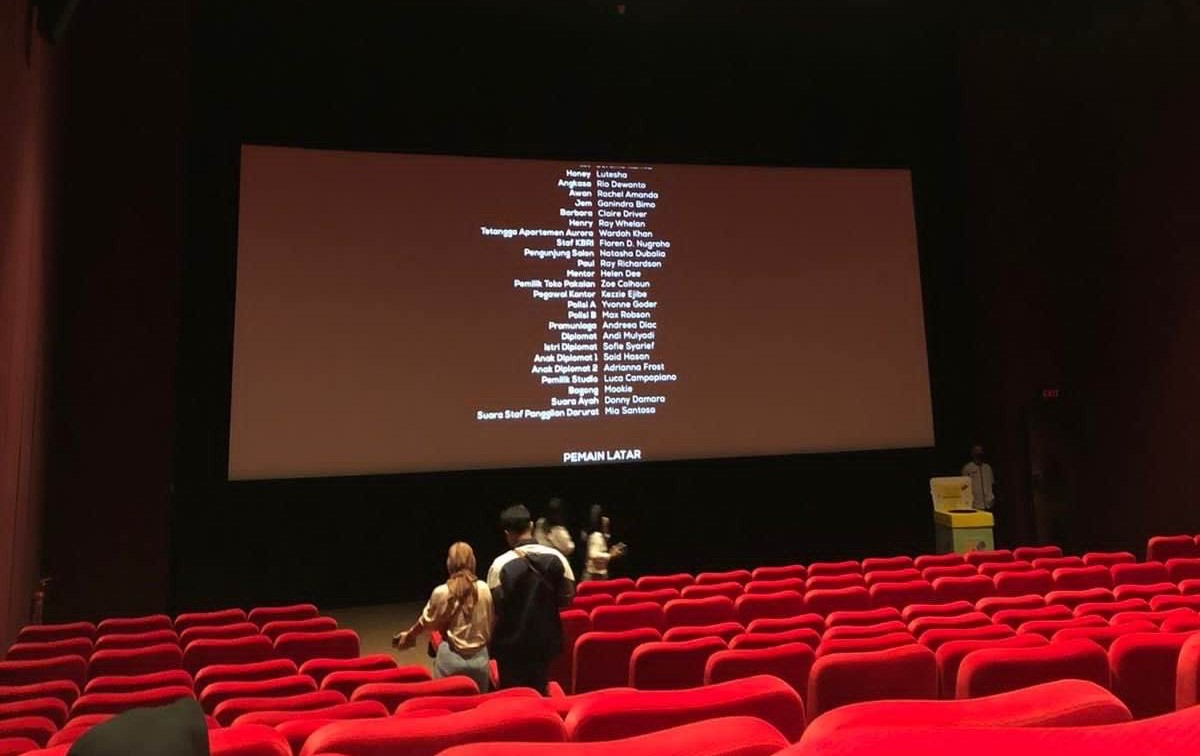 Honey Lutesha
Angkasa Rio Dewanto
Awan Rachel Amanda
Jem Ganindra Bimo
Barbara Claire Driver
Henry Ray Whelan
Tetangga Apartemen Aurora Wardah Khan
Staf KBRI Floren D. Nugroho
Pengunjung Salon Natasha Dubalia
Paul Ray Richardson
Mentor Helen Dee
Pemilik Toko Pakaian Zoe Calhoun
Pegawai Kantor Kezzie Ejibe
Polisi A Yvonne Goder
Polisi B Max Robson
Pramuniaga Andreea Diac
Diplomat Andi Mulyadi
Istri Diplomat Sofie Syarief
Anak Diplomat 1 Said Hasan
Anak Diplomat 2 Adrianna Frost
Pemilik Studio Luca Campopiano
Bagong Mookie
Suara Ayah Donny Damara
Suara Staf Panggilan Darurat Mia Santosa
PEMAIN LATAR
EXIT